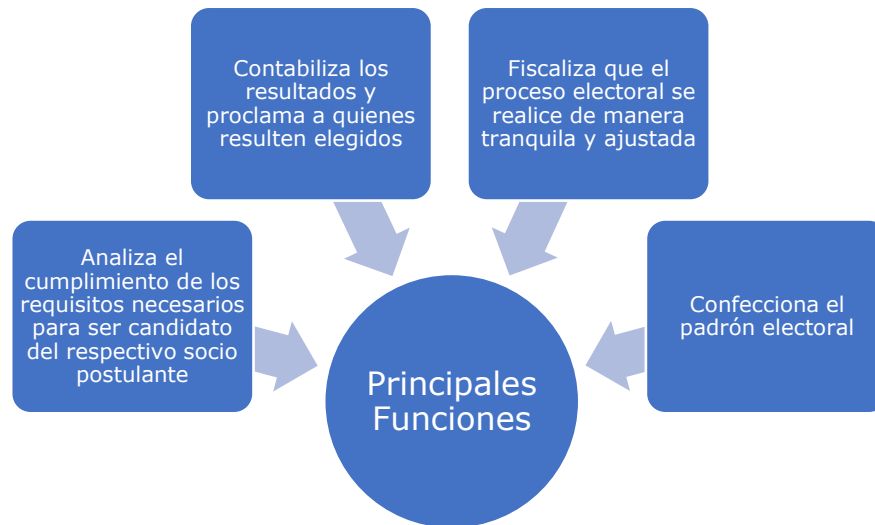 Contabiliza los
resultados y
proclama a quienes
resulten elegidos
Fiscaliza que el
proceso electoral se
realice de manera
tranquila y ajustada
Analiza el
cumplimiento de los
requisitos necesarios
para ser candidato
del respectivo socio
postulante
Confecciona el
padrón electoral
Principales
Funciones